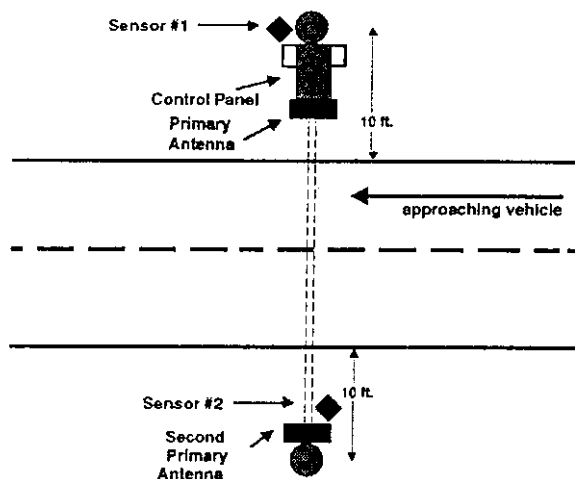 Sensor #1
Control Panel
Primary
Antenna
10 ft.
approaching vehicle
10 ft.
Sensor #2
Second
Primary
Antenna